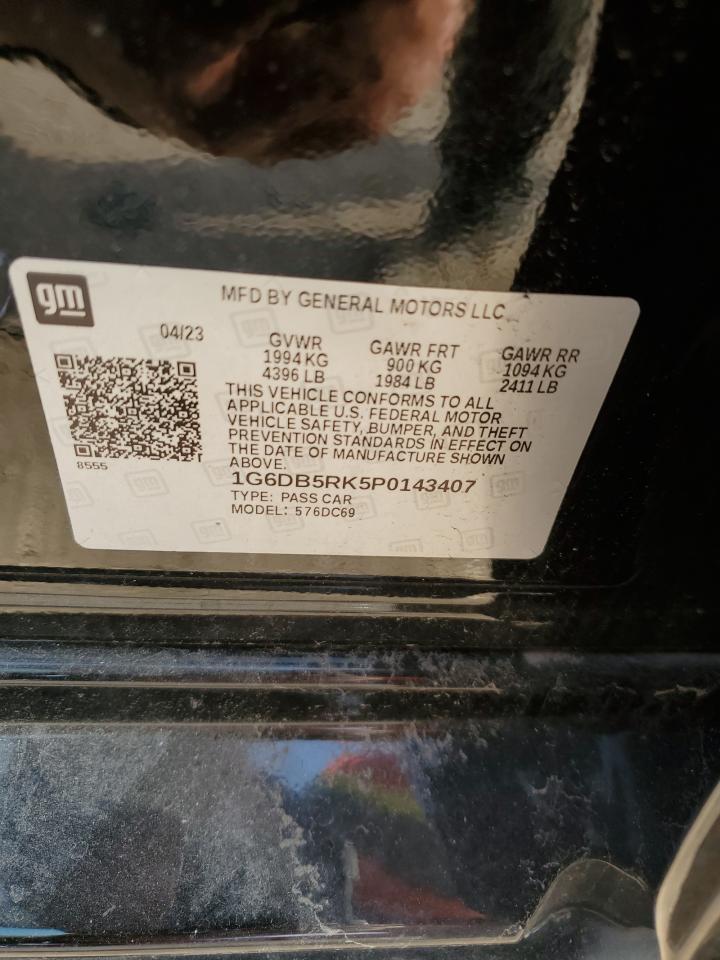 gm
MFD BY GENERAL MOTORS LLC
04/23
GVWR GAWR FRT GAWR RR
1994 KG 900 KG 1094 KG
4396 LB 1984 LB 2411 LB
THIS VEHICLE CONFORMS TO ALL
APPLICABLE U.S. FEDERAL MOTOR
VEHICLE SAFETY, BUMPER, AND THEFT
PREVENTION STANDARDS IN EFFECT ON
THE DATE OF MANUFACTURE SHOWN
ABOVE.
8555
1G6DB5RK5P0143407
TYPE: PASS CAR
MODEL: 576DC69